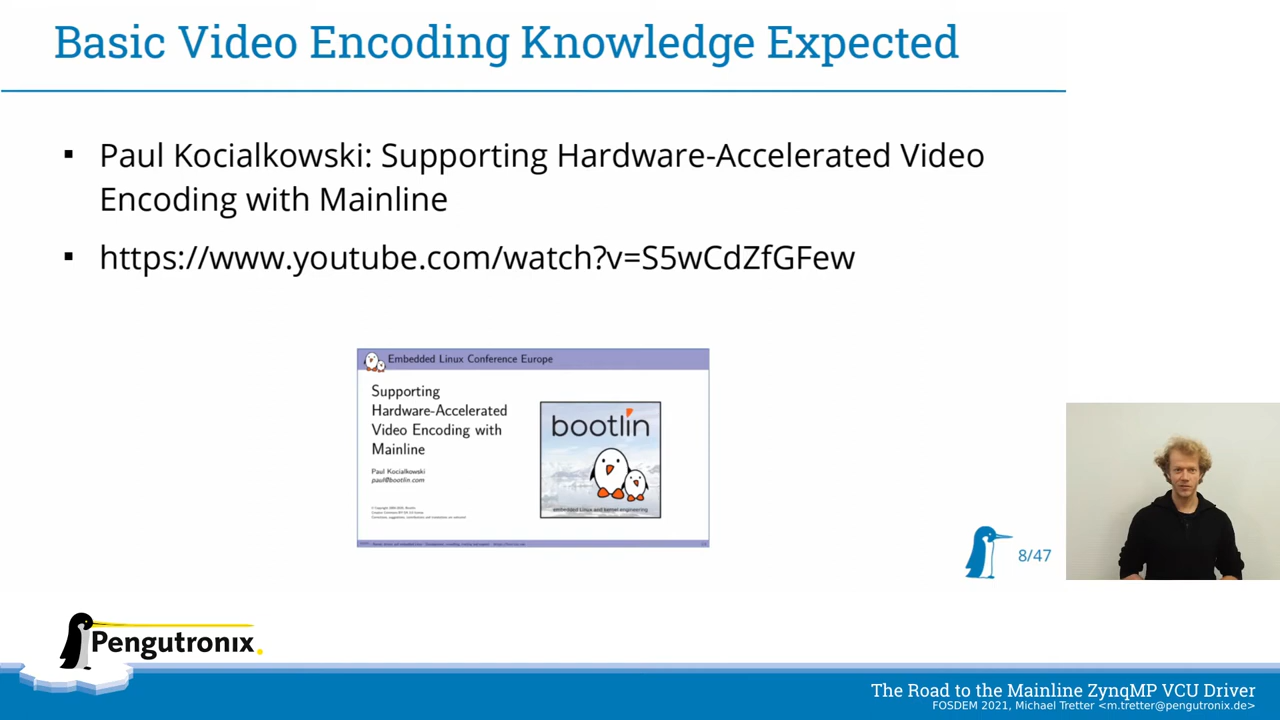 Basic Video Encoding Knowledge Expected
Paul Kocialkowski: Supporting Hardware-Accelerated Video
Encoding with Mainline
https://www.youtube.com/watch?v=S5wCdZfGFew
Embedded Linux Conference Europe
Supporting
Hardware-Accelerated
Video Encoding with
Mainline
Paul Kocialkowski
paul@bootlin.com
bootlin
embedded Linux and kernel engineering
8/47
Pengutronix
The Road to the Mainline ZynqMP VCU Driver
FOSDEM 2021, Michael Tretter <m.tretter@pengutronix.de>